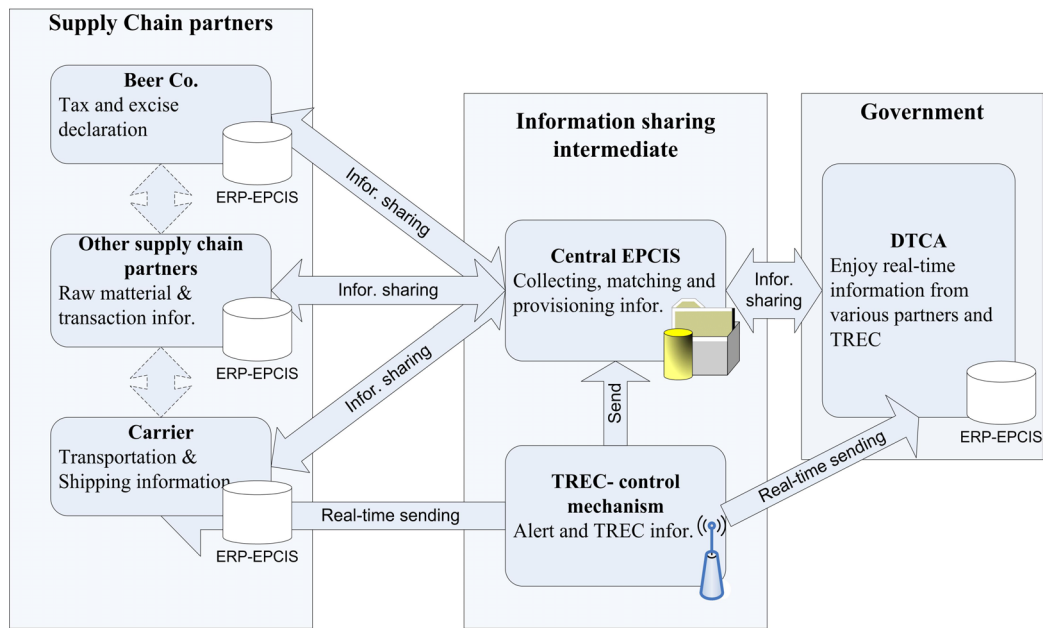 Supply Chain partners
Beer Co.
Tax and excise
declaration
ERP-EPCIS
Other supply chain
partners
Raw matterial &
transaction infor.
ERP-EPCIS
Carrier
Transportation &
Shipping information
ERP-EPCIS
Infor. sharing
Infor. sharing
Infor. sharing
Real-time sending
Information sharing
intermediate
Central EPCIS
Collecting, matching and
provisioning infor.
Send
TREC- control
mechanism
Alert and TREC infor.
Infor.
sharing
Real-time sending
Government
DTCA
Enjoy real-time
information from
various partners and
TREC
ERP-EPCIS